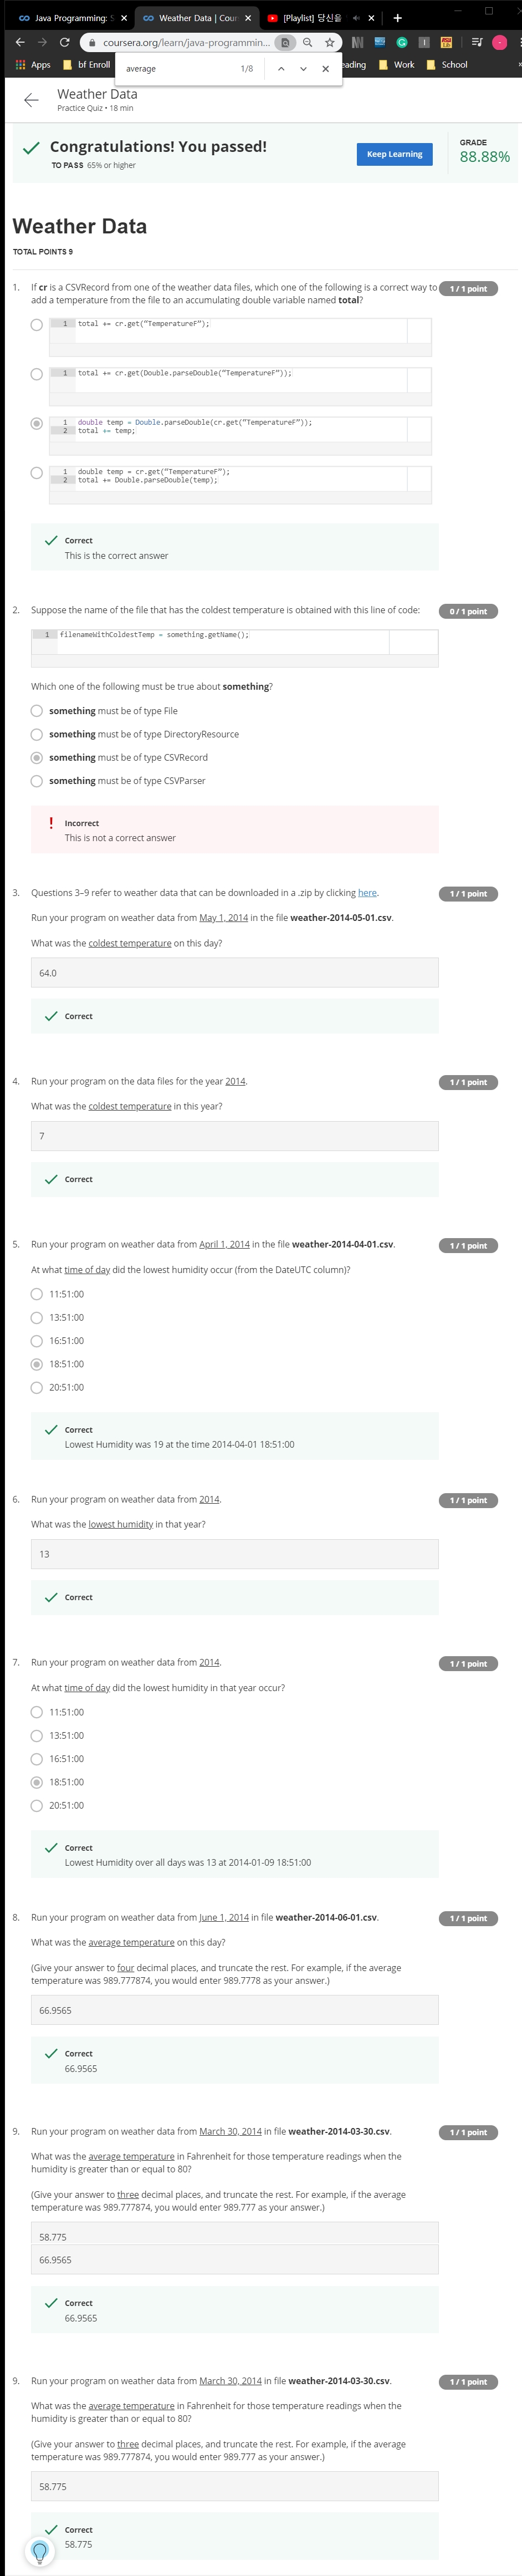 Java Programming: S
Weather Data | Cour
[Playlist] 당신을
coursera.org/learn/java-programmin...
Apps
bf Enroll
average
1/8
eading
Work
School
Weather Data
Practice Quiz • 18 min
Congratulations! You passed!
TO PASS 65% or higher
Keep Learning
GRADE
88.88%
Weather Data
TOTAL POINTS 9
1. If cr is a CSVRecord from one of the weather data files, which one of the following is a correct way to
add a temperature from the file to an accumulating double variable named total?
1 / 1 point
1 total += cr.get("TemperatureF");
1 total += cr.get(Double.parseDouble("TemperatureF"));
1 double temp = Double.parseDouble(cr.get("TemperatureF"));
2 total += temp;
1 double temp = cr.get("TemperatureF");
2 total += Double.parseDouble(temp);
Correct
This is the correct answer
2. Suppose the name of the file that has the coldest temperature is obtained with this line of code:
0 / 1 point
1 filenameWithColdestTemp = something.getName();
Which one of the following must be true about something?
something must be of type File
something must be of type DirectoryResource
something must be of type CSVRecord
something must be of type CSVParser
! Incorrect
This is not a correct answer
3. Questions 3–9 refer to weather data that can be downloaded in a .zip by clicking here.
1 / 1 point
Run your program on weather data from May 1, 2014 in the file weather-2014-05-01.csv.
What was the coldest temperature on this day?
64.0
Correct
4. Run your program on the data files for the year 2014.
1 / 1 point
What was the coldest temperature in this year?
7
Correct
5. Run your program on weather data from April 1, 2014 in the file weather-2014-04-01.csv.
1 / 1 point
At what time of day did the lowest humidity occur (from the DateUTC column)?
11:51:00
13:51:00
16:51:00
18:51:00
20:51:00
Correct
Lowest Humidity was 19 at the time 2014-04-01 18:51:00
6. Run your program on weather data from 2014.
1 / 1 point
What was the lowest humidity in that year?
13
Correct
7. Run your program on weather data from 2014.
1 / 1 point
At what time of day did the lowest humidity in that year occur?
11:51:00
13:51:00
16:51:00
18:51:00
20:51:00
Correct
Lowest Humidity over all days was 13 at 2014-01-09 18:51:00
8. Run your program on weather data from June 1, 2014 in file weather-2014-06-01.csv.
1 / 1 point
What was the average temperature on this day?
(Give your answer to four decimal places, and truncate the rest. For example, if the average
temperature was 989.777874, you would enter 989.7778 as your answer.)
66.9565
Correct
66.9565
9. Run your program on weather data from March 30, 2014 in file weather-2014-03-30.csv.
1 / 1 point
What was the average temperature in Fahrenheit for those temperature readings when the
humidity is greater than or equal to 80?
(Give your answer to three decimal places, and truncate the rest. For example, if the average
temperature was 989.777874, you would enter 989.777 as your answer.)
58.775
66.9565
Correct
66.9565
9. Run your program on weather data from March 30, 2014 in file weather-2014-03-30.csv.
1 / 1 point
What was the average temperature in Fahrenheit for those temperature readings when the
humidity is greater than or equal to 80?
(Give your answer to three decimal places, and truncate the rest. For example, if the average
temperature was 989.777874, you would enter 989.777 as your answer.)
58.775
Correct
58.775